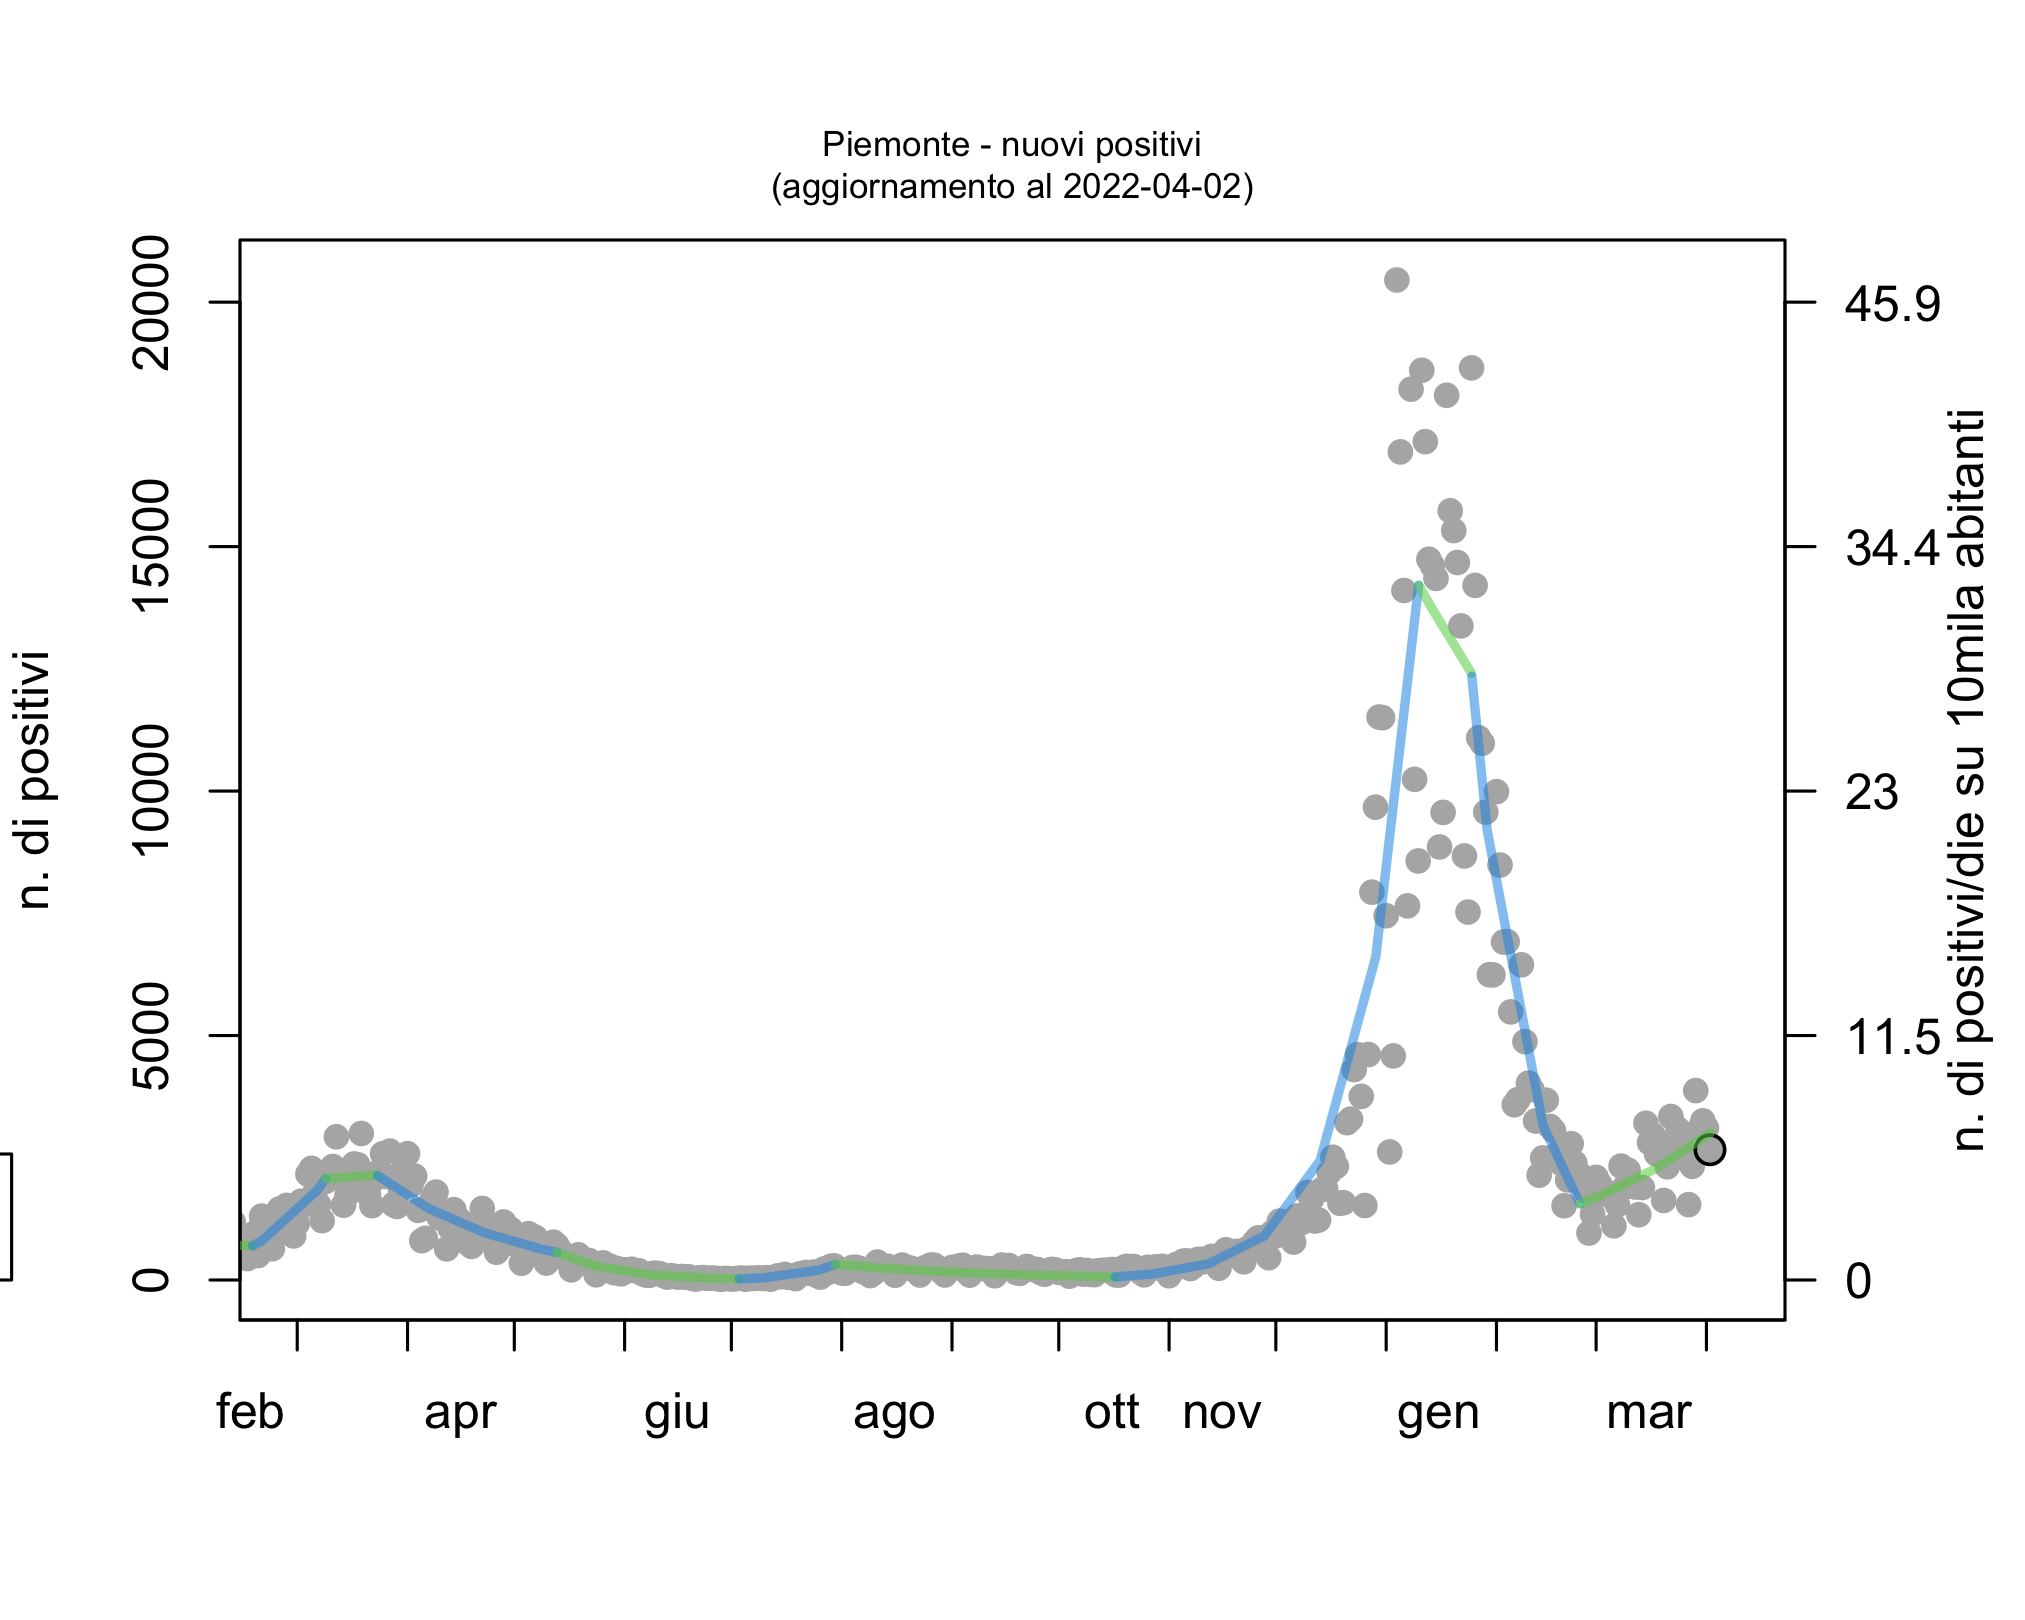 Piemonte - nuovi positivi
(aggiornamento al 2022-04-02)
n. di positivi
20000
15000
10000
5000
0
45.9
34.4
23
11.5
0
n. di positivi/die su 10mila abitanti
feb apr giu ago ott nov gen mar